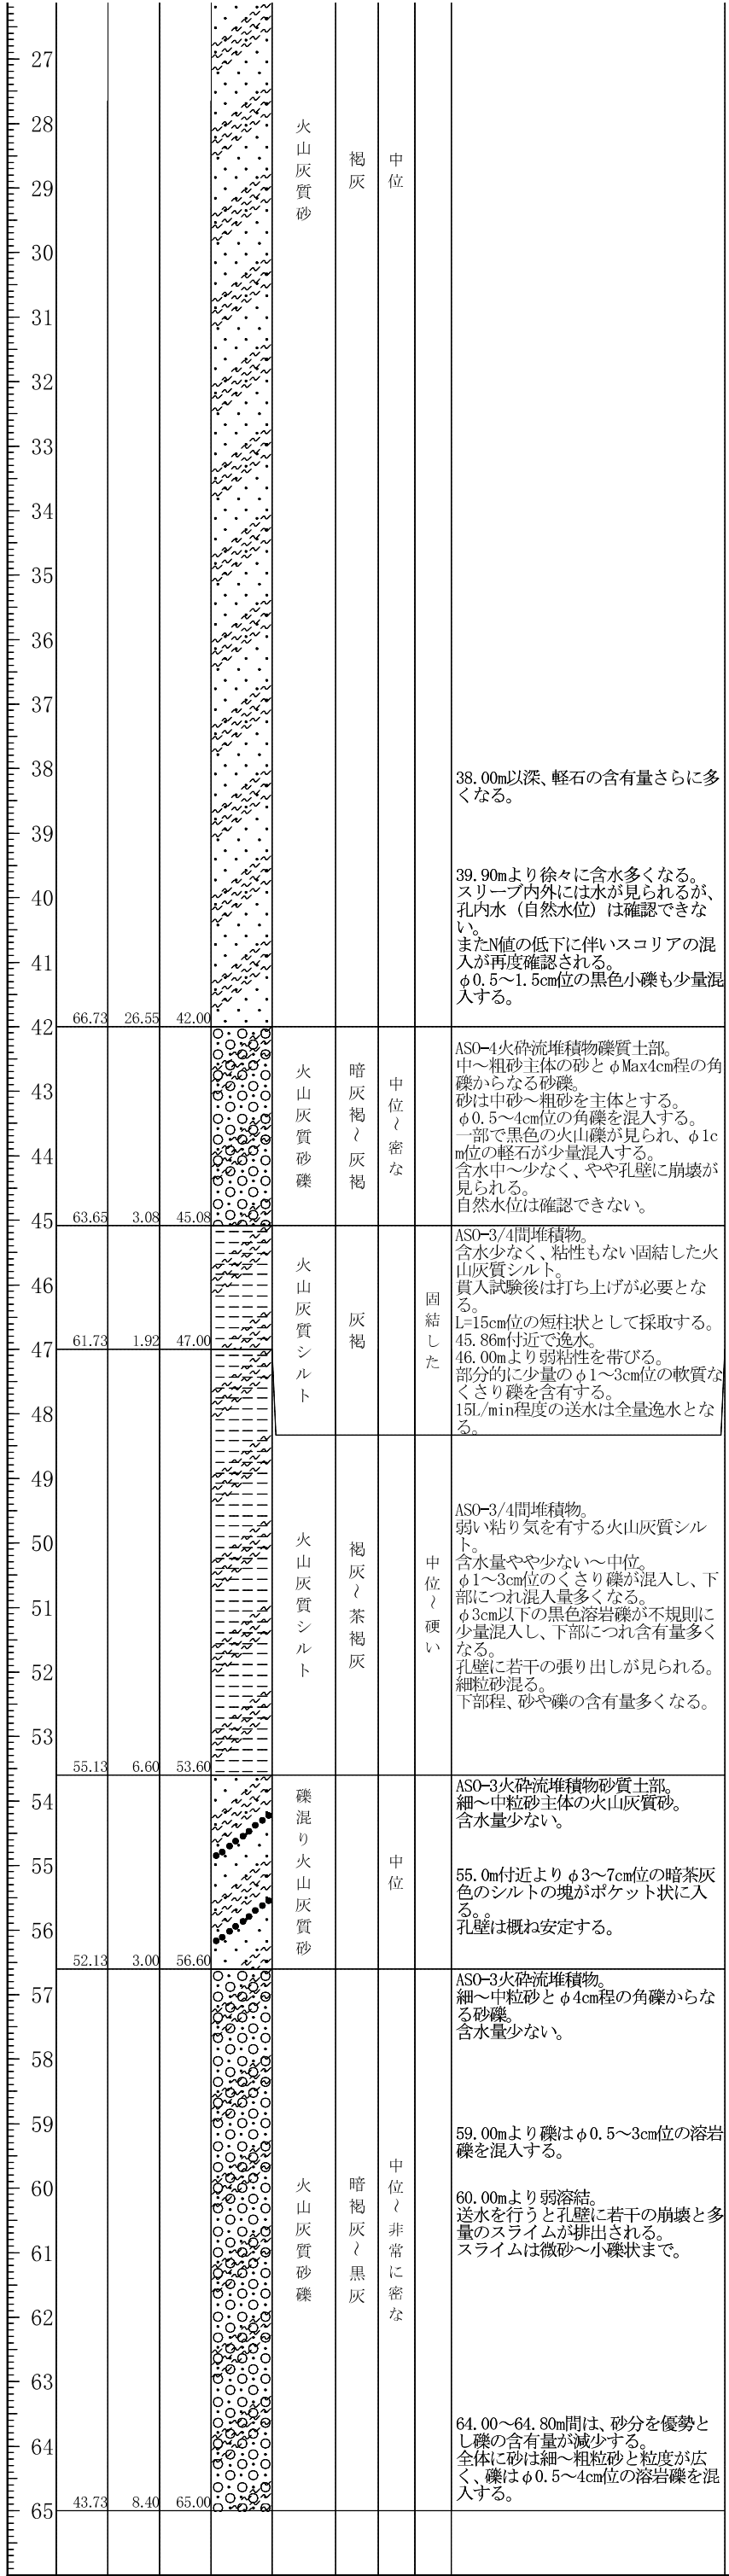 27
28
29
30
31
32
33
34
35
36
37
38
39
40
41
42
43
44
45
46
47
48
49
50
51
52
53
54
55
56
57
58
59
60
61
62
63
64
65
火山灰質砂
褐灰
中位
38.00m以深、軽石の含有量さらに多
くなる。
39.90mより徐々に含水多くなる。
スリーブ内外には水が見られるが、
孔内水（自然水位）は確認できな
い。
またN値の低下に伴いスコリアの混
入が再度確認される。
φ0.5～1.5cm位の黒色小礫も少量混
入する。
66.73 26.55 42.00
火山灰質砂礫
暗灰褐～灰褐
中位～密な
ASO-4火砕流堆積物礫質土部。
中～粗砂主体の砂とφMax4cm程の角
礫からなる砂礫。
砂は中砂～粗砂を主体とする。
φ0.5～4cm位の角礫を混入する。
一部で黒色の火山礫が見られ、φ1c
m位の軽石が少量混入する。
含水中～少なく、やや孔壁に崩壊が
見られる。
自然水位は確認できない。
63.65 3.08 45.08
火山灰質シルト
灰褐
固結した
ASO-3/4間堆積物。
含水少なく、粘性もない固結した火
山灰質シルト。
貫入試験後は打ち上げが必要とな
る。
L=15cm位の短柱状として採取する。
45.86m付近で逸水。
46.00mより弱粘性を帯びる。
部分的に少量のφ1～3cm位の軟質な
くさり礫を含有する。
15L/min程度の送水は全量逸水とな
る。
61.73 1.92 47.00
火山灰質シルト
褐灰～茶褐灰
中位～硬い
ASO-3/4間堆積物。
弱い粘り気を有する火山灰質シル
ト。
含水量やや少ない～中位。
φ1～3cm位のくさり礫が混入し、下
部につれ混入量多くなる。
φ3cm以下の黒色溶岩礫が不規則に
少量混入し、下部につれ含有量多く
なる。
孔壁に若干の張り出しが見られる。
細粒砂混る。
下部程、砂や礫の含有量多くなる。
55.13 6.60 53.60
礫混り火山灰質砂
中位
ASO-3火砕流堆積物砂質土部。
細～中粒砂主体の火山灰質砂。
含水量少ない。
55.0m付近よりφ3～7cm位の暗茶灰
色のシルトの塊がポケット状に入
る。。
孔壁は概ね安定する。
52.13 3.00 56.60
火山灰質砂礫
暗褐灰～黒灰
中位～非常に密な
ASO-3火砕流堆積物。
細～中粒砂とφ4cm程の角礫からな
る砂礫。
含水量少ない。
59.00mより礫はφ0.5～3cm位の溶岩
礫を混入する。
60.00mより弱溶結。
送水を行うと孔壁に若干の崩壊と多
量のスライムが排出される。
スライムは微砂～小礫状まで。
64.00～64.80m間は、砂分を優勢と
し礫の含有量が減少する。
全体に砂は細～粗粒砂と粒度が広
く、礫はφ0.5～4cm位の溶岩礫を混
入する。
43.73 8.40 65.00